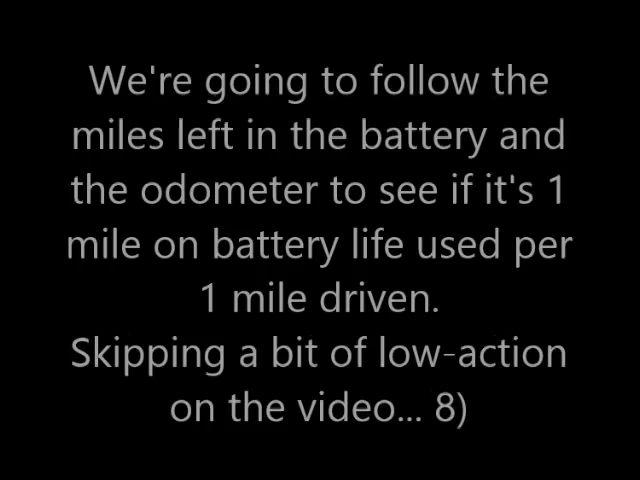 We're going to follow the
miles left in the battery and
the odometer to see if it's 1
mile on battery life used per
1 mile driven.
Skipping a bit of low-action
on the video... 8)